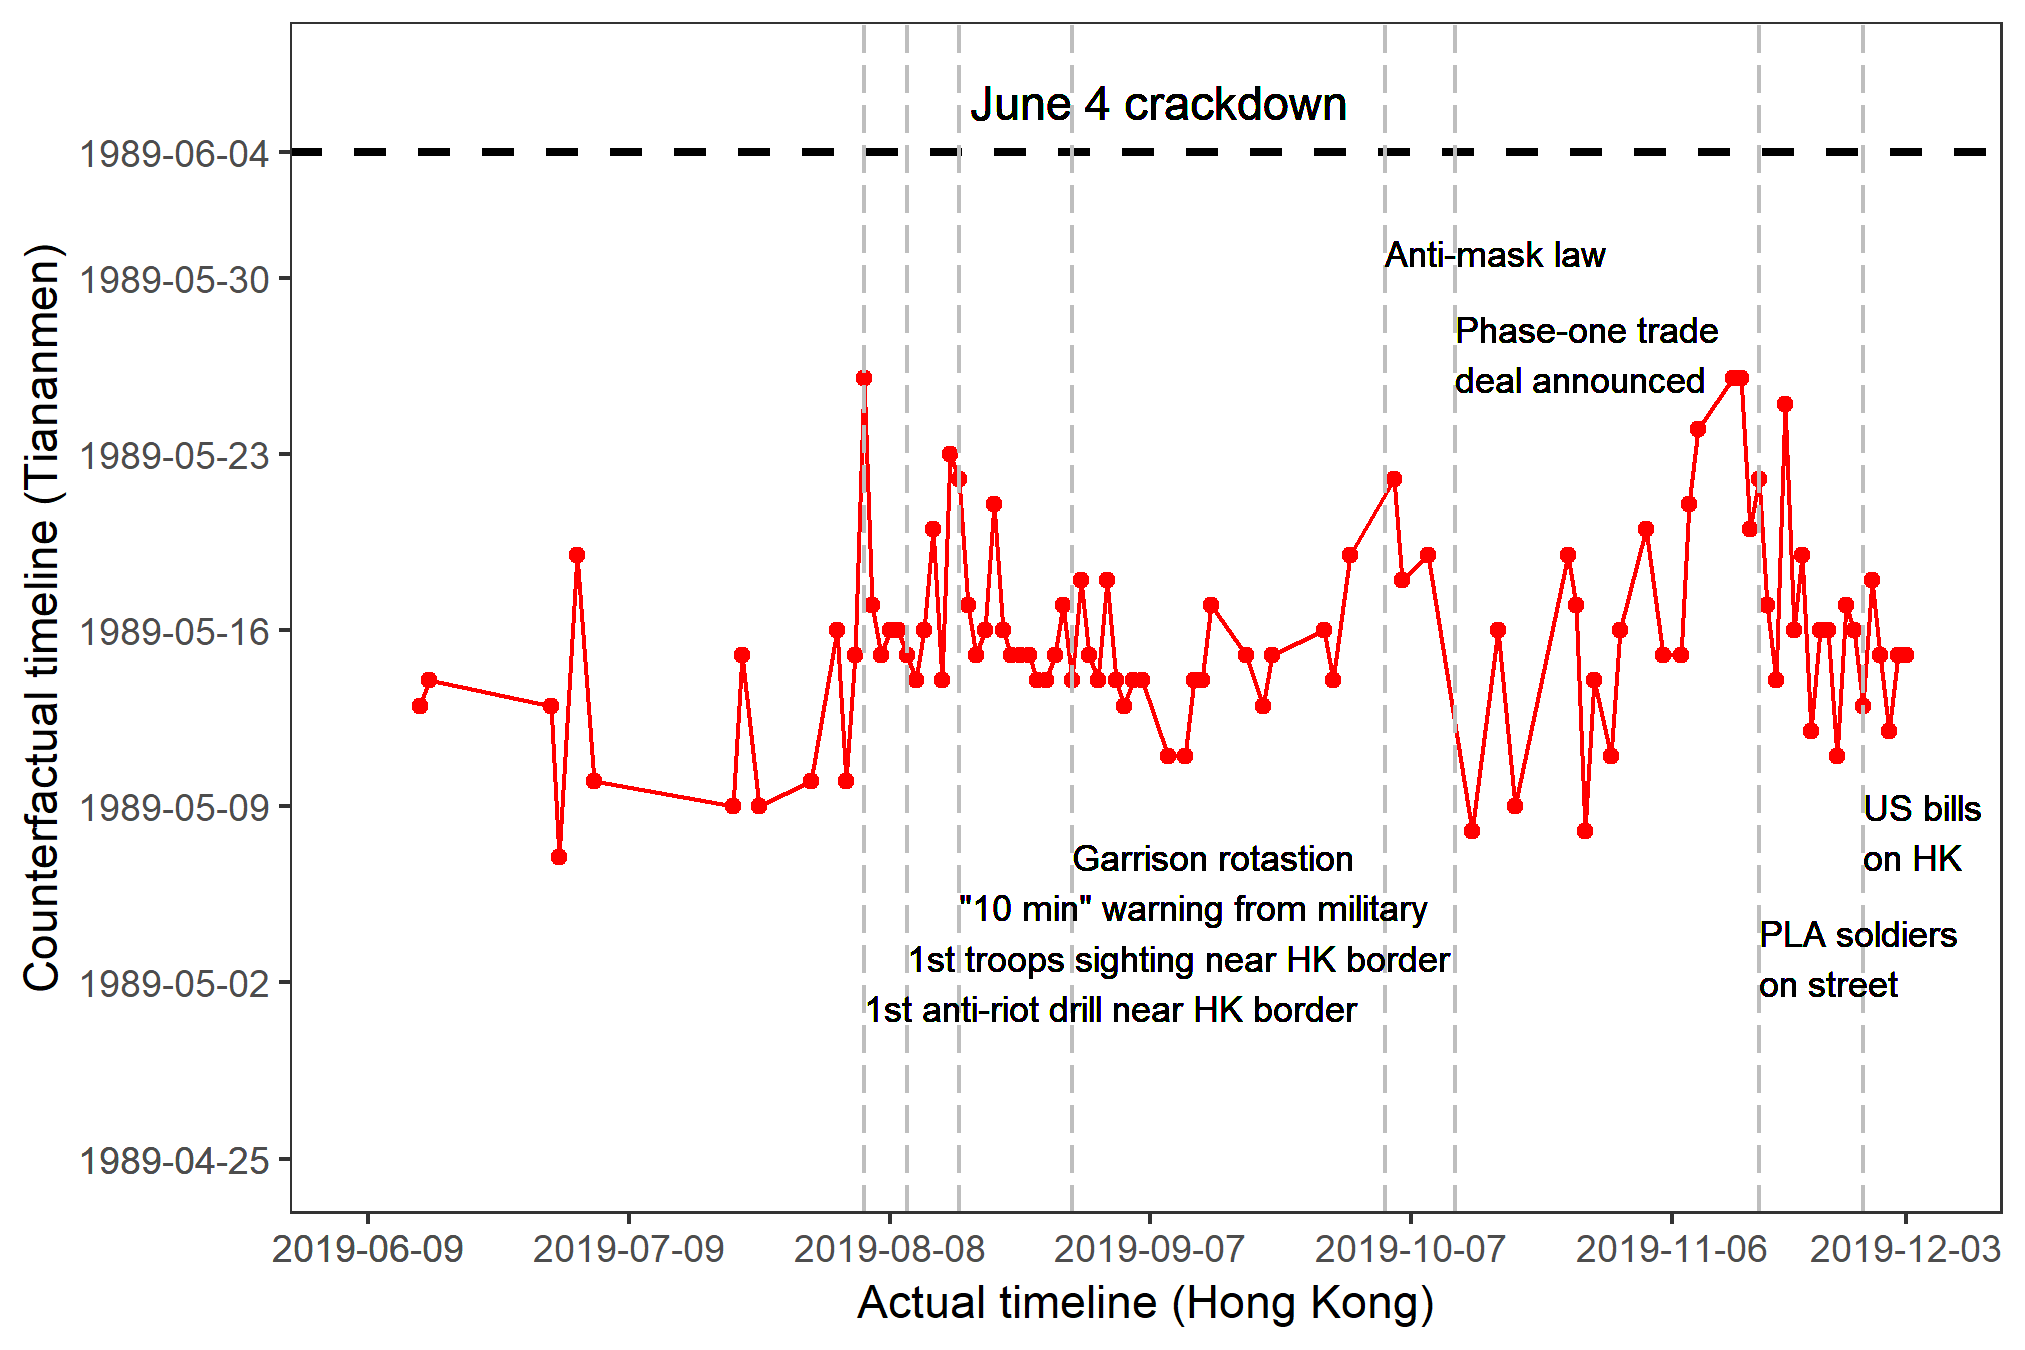 June 4 crackdown
1989-06-04
Anti-mask law
1989-05-30
Phase-one trade
deal announced
1989-05-23
1989-05-16
1989-05-09
US bills
on HK
Garrison rotastion
"10 min" warning from military
PLA soldiers
on street
1st troops sighting near HK border
1989-05-02
1st anti-riot drill near HK border
1989-04-25
Counterfactual timeline (Tiananmen)
2019-06-09 2019-07-09 2019-08-08 2019-09-07 2019-10-07 2019-11-06 2019-12-03
Actual timeline (Hong Kong)